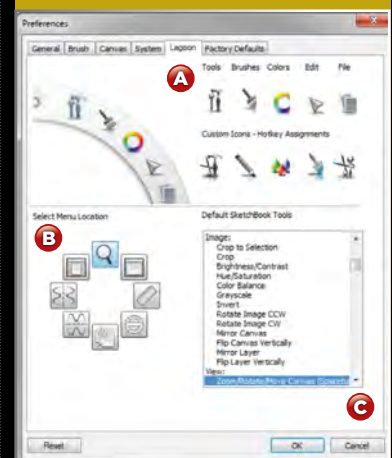 Preferences
General Brush Canvas System Lagoon Factory Defaults
A
Tools Brushes Colors Edit File
Custom Icons - Hotkey Assignments
Select Menu Location
Default SketchBook Tools
B
Image:
Crop to Selection
Crop
Brightness/Contrast
Hue/Saturation
Color Balance
Grayscale
Invert
Rotate Image CCW
Rotate Image CW
Mirror Canvas
Flip Canvas Vertically
Mirror Layer
Flip Layer Vertically
View:
Zoom/Rotate/Move Canvas
C
Reset OK Cancel